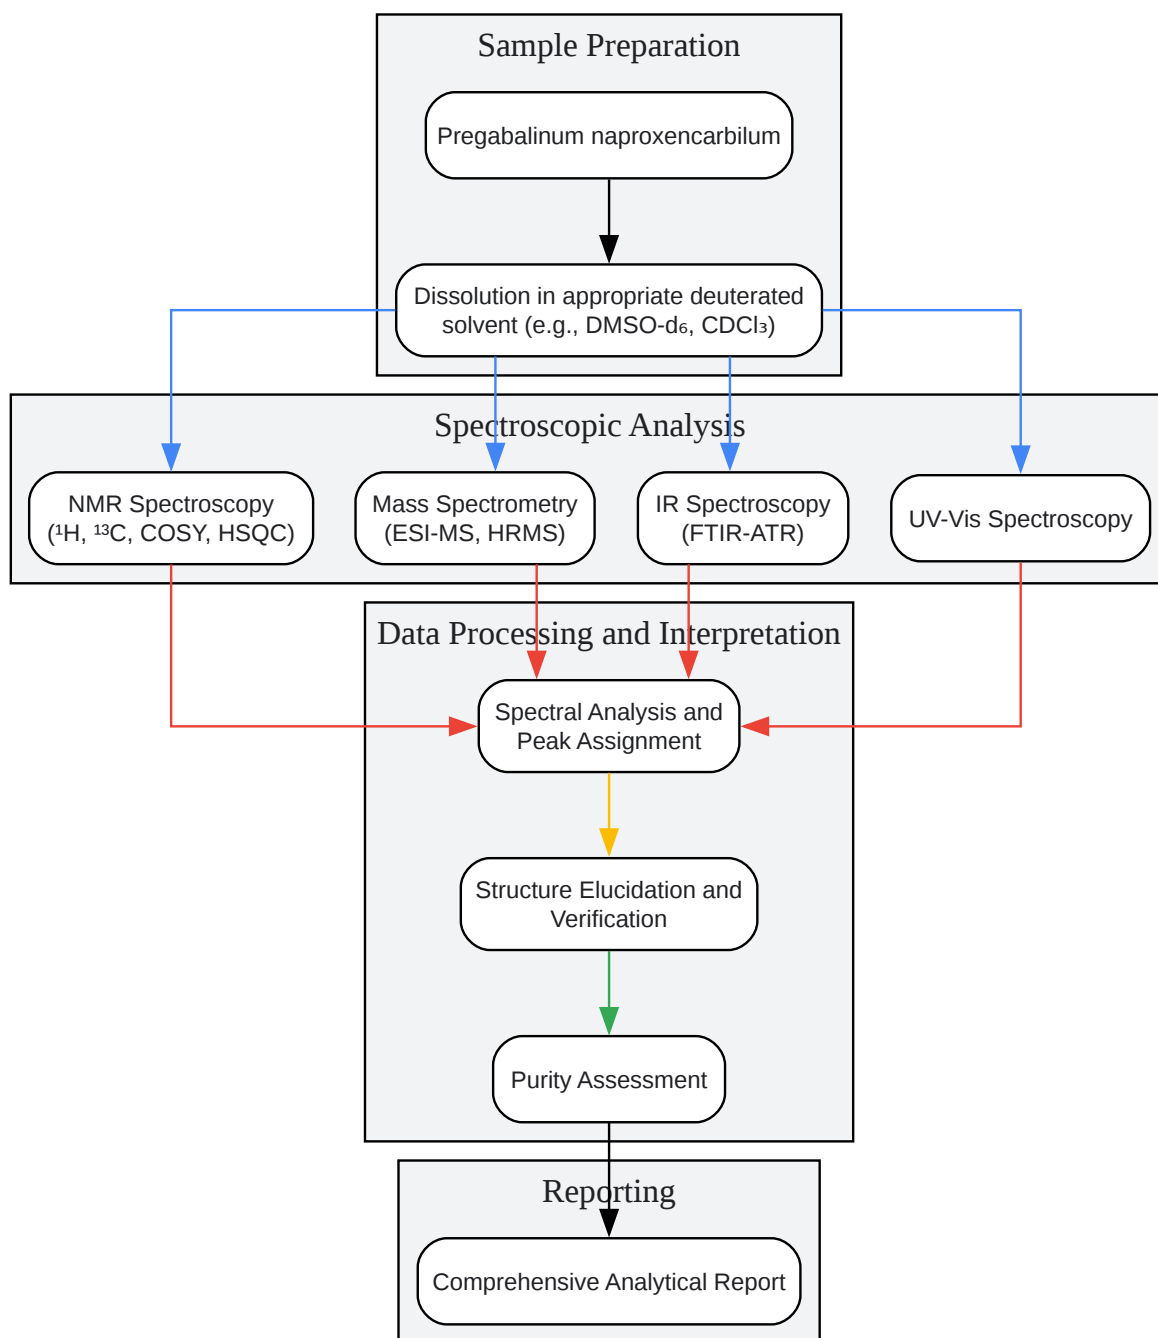 Sample Preparation
Pregabalinum naproxencarbilum
Dissolution in appropriate deuterated
solvent (e.g., DMSO-d₆, CDCl₃)
Spectroscopic Analysis
NMR Spectroscopy
(¹H, ¹³C, COSY, HSQC)
Mass Spectrometry
(ESI-MS, HRMS)
IR Spectroscopy
(FTIR-ATR)
UV-Vis Spectroscopy
Data Processing and Interpretation
Spectral Analysis and
Peak Assignment
Structure Elucidation and
Verification
Purity Assessment
Reporting
Comprehensive Analytical Report